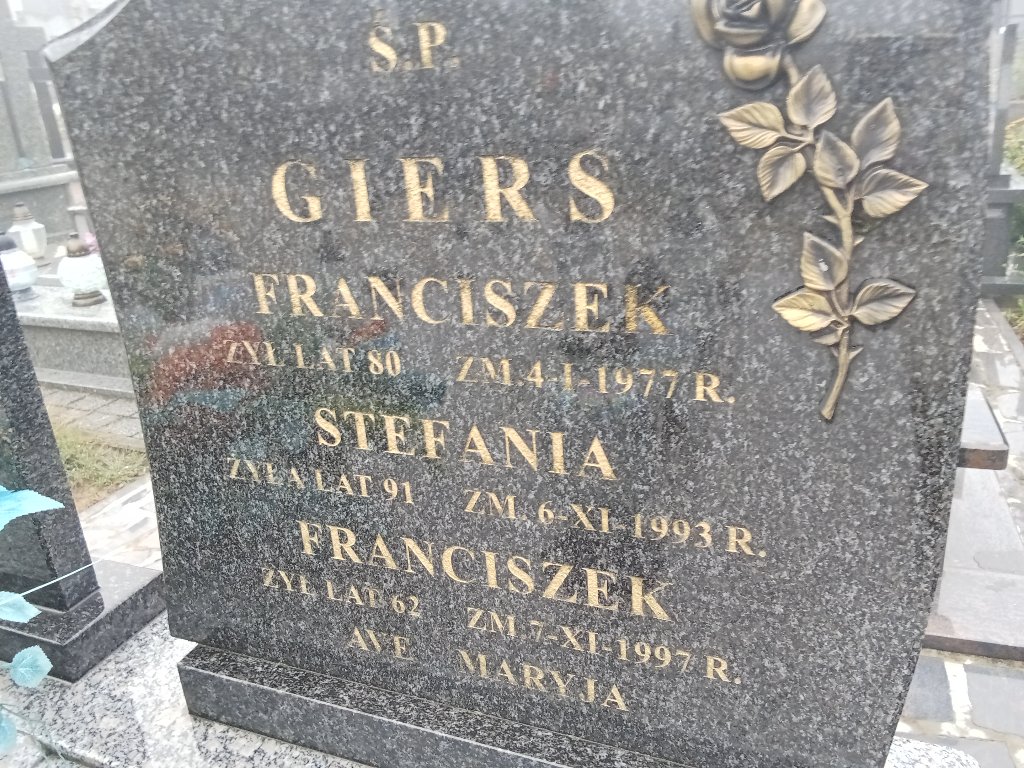 Ś.P.
GIERS
FRANCISZEK
ŻYŁ LAT 80 ZM. 4-I-1977 R.
STEFANIA
ŻYŁA LAT 91 ZM. 6-XI-1993 R.
FRANCISZEK
ŻYŁ LAT 62 ZM. 7-XI-1997 R.
AVE MARYJA